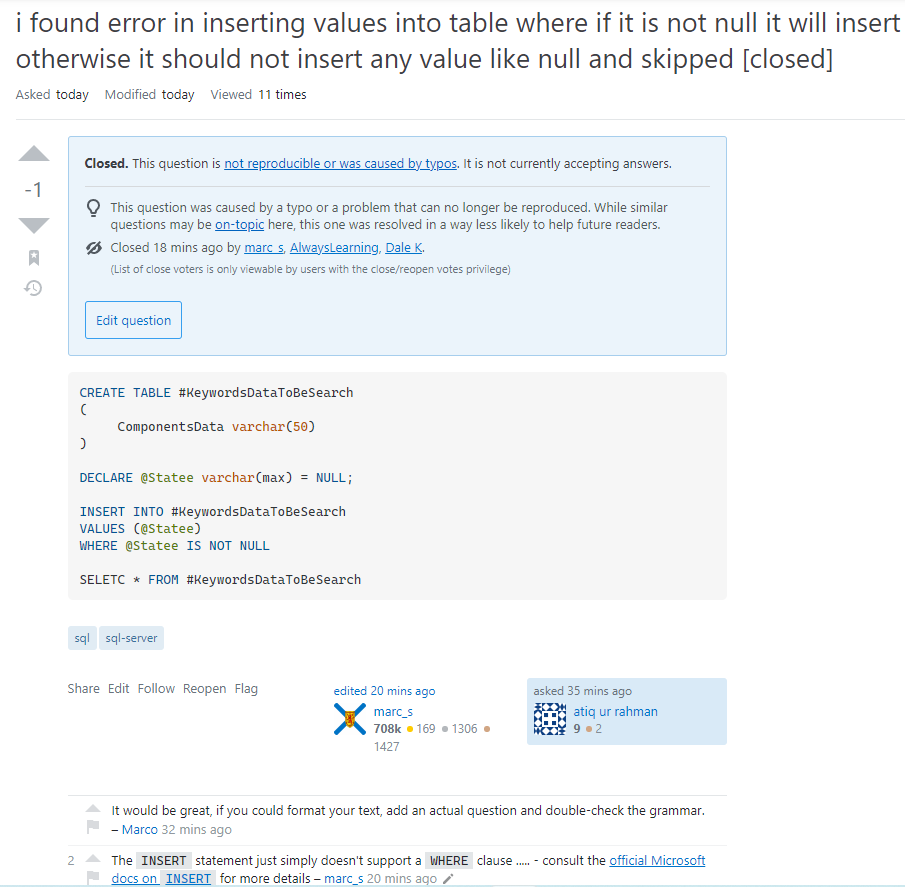 i found error in inserting values into table where if it is not null it will insert
otherwise it should not insert any value like null and skipped [closed]
Asked today Modified today Viewed 11 times
-1
Closed. This question is not reproducible or was caused by typos. It is not currently accepting answers.
This question was caused by a typo or a problem that can no longer be reproduced. While similar
questions may be on-topic here, this one was resolved in a way less likely to help future readers.
Closed 18 mins ago by marc_s, AlwaysLearning, Dale K.
(List of close voters is only viewable by users with the close/reopen votes privilege)
Edit question
CREATE TABLE #KeywordsDataToBeSearch
(
ComponentsData varchar(50)
)
DECLARE @Statee varchar(max) = NULL;
INSERT INTO #KeywordsDataToBeSearch
VALUES (@Statee)
WHERE @Statee IS NOT NULL
SELETC * FROM #KeywordsDataToBeSearch
sql sql-server
Share Edit Follow Reopen Flag
edited 20 mins ago
marc_s
708k 169 1306
1427
asked 35 mins ago
atiq ur rahman
9 2
It would be great, if you could format your text, add an actual question and double-check the grammar.
– Marco 32 mins ago
2 The INSERT statement just simply doesn't support a WHERE clause ..... - consult the official Microsoft
docs on INSERT for more details – marc_s 20 mins ago